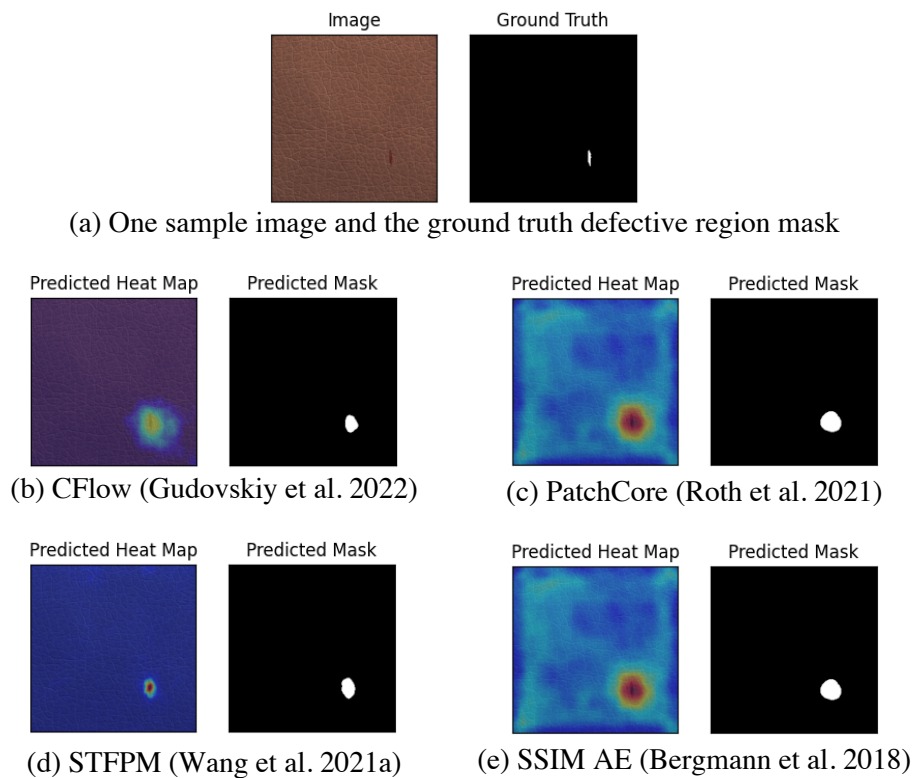 Image Ground Truth
(a) One sample image and the ground truth defective region mask
Predicted Heat Map Predicted Mask Predicted Heat Map Predicted Mask
(b) CFlow (Gudovskiy et al. 2022) (c) PatchCore (Roth et al. 2021)
Predicted Heat Map Predicted Mask Predicted Heat Map Predicted Mask
(d) STFPM (Wang et al. 2021a) (e) SSIM AE (Bergmann et al. 2018)